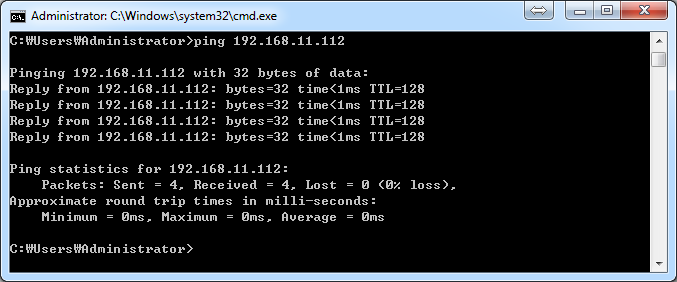 Administrator: C:\Windows\system32\cmd.exe
C:₩Users₩Administrator>ping 192.168.11.112
Pinging 192.168.11.112 with 32 bytes of data:
Reply from 192.168.11.112: bytes=32 time<1ms TTL=128
Reply from 192.168.11.112: bytes=32 time<1ms TTL=128
Reply from 192.168.11.112: bytes=32 time<1ms TTL=128
Reply from 192.168.11.112: bytes=32 time<1ms TTL=128
Ping statistics for 192.168.11.112:
    Packets: Sent = 4, Received = 4, Lost = 0 (0% loss),
Approximate round trip times in milli-seconds:
    Minimum = 0ms, Maximum = 0ms, Average = 0ms
C:₩Users₩Administrator>